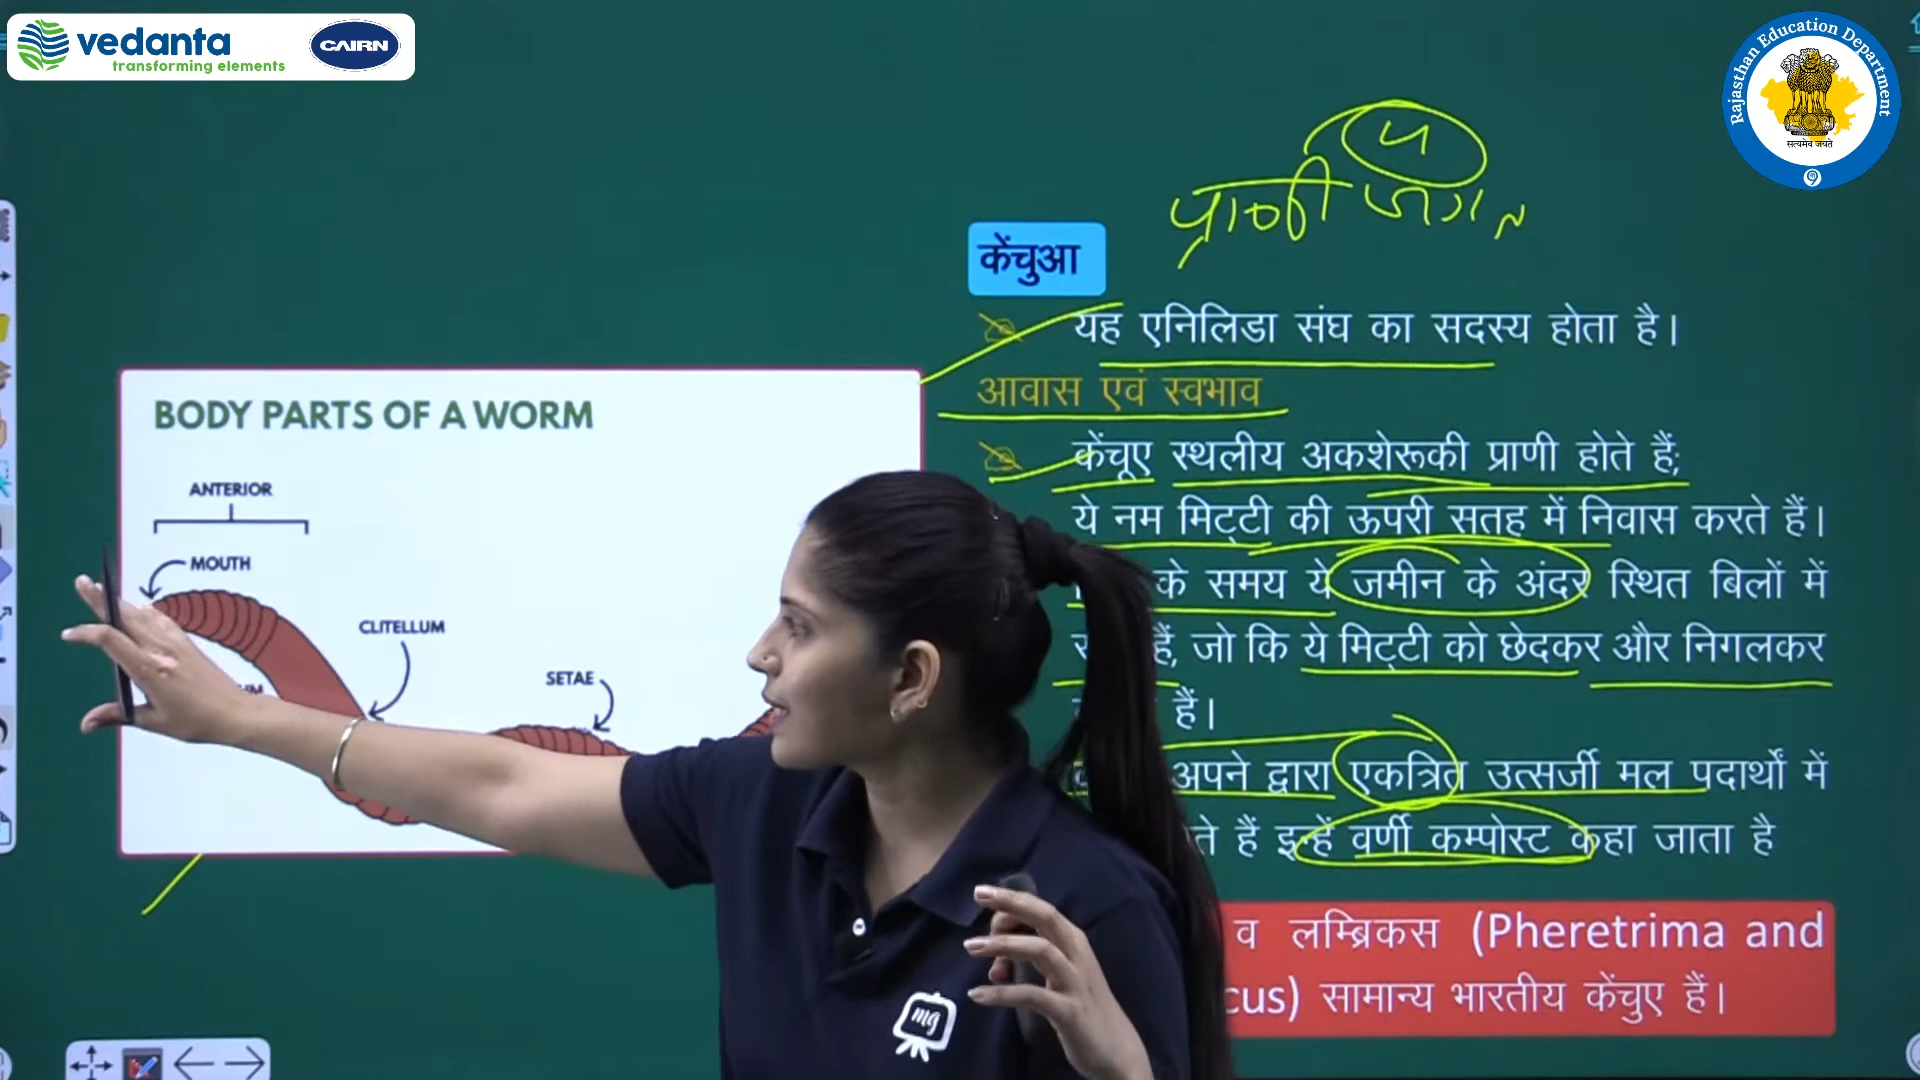 vedanta
transforming elements
CAIRN
Rajasthan Education Department
सत्यमेव जयते
प्राणी जगत
केंचुआ
यह एनिलिडा संघ का सदस्य होता है।
आवास एवं स्वभाव
केंचूए स्थलीय अकशेरूकी प्राणी होते हैं;
ये नम मिट्टी की ऊपरी सतह में निवास करते हैं।
के समय ये जमीन के अंदर स्थित बिलों में
हैं, जो कि ये मिट्टी को छेदकर और निगलकर
हैं।
अपने द्वारा एकत्रित उत्सर्जी मल पदार्थों में
हैं इन्हें वर्णी कम्पोस्ट कहा जाता है
व लम्ब्रिकस (Pheretrima and
cus) सामान्य भारतीय केंचुए हैं।
BODY PARTS OF A WORM
ANTERIOR
MOUTH
CLITELLUM
SETAE
mg